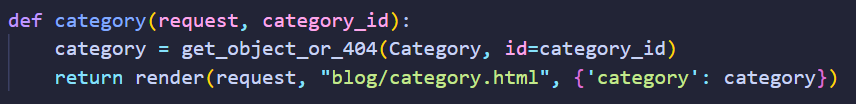 def category(request, category_id):
    category = get_object_or_404(Category, id=category_id)
    return render(request, "blog/category.html", {'category': category})